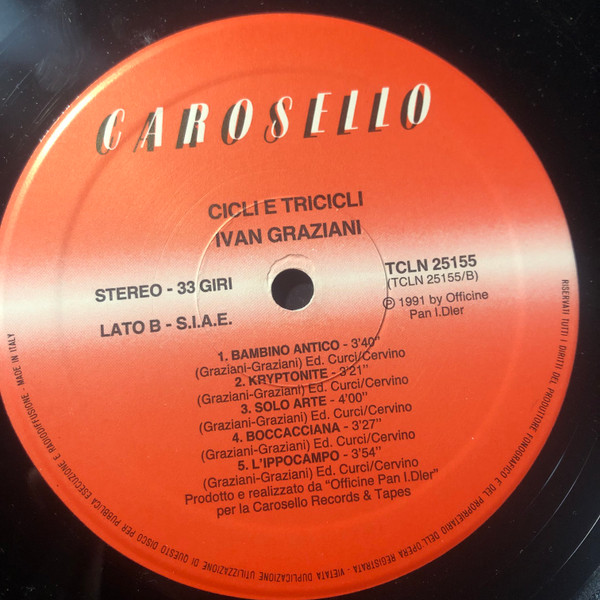 CAROSELLO
CICLI E TRICICLI
IVAN GRAZIANI
STEREO - 33 GIRI
LATO B - S.I.A.E.
TCLN 25155
(TCLN 25155/B)
℗ 1991 by Officine
Pan I.Dler
1. BAMBINO ANTICO - 3'40"
(Graziani-Graziani) Ed. Curci/Cervino
2. KRYPTONITE - 3'21"
(Graziani-Graziani) Ed. Curci/Cervino
3. SOLO ARTE - 4'00"
(Graziani-Graziani) Ed. Curci/Cervino
4. BOCCACCIANA - 3'27"
(Graziani-Graziani) Ed. Curci/Cervino
5. L'IPPOCAMPO - 3'54"
(Graziani-Graziani) Ed. Curci/Cervino
Prodotto e realizzato da "Officine Pan I.Dler"
per la Carosello Records & Tapes
RISERVATI TUTTI I DIRITTI DEL PRODUTTORE FONOGRAFICO E DEL PROPRIETARIO DELL'OPERA REGISTRATA - VIETATA DUPLICAZIONE UTILIZZAZIONE DI QUESTO DISCO PER PUBBLICA ESECUZIONE E RADIODIFFUSIONE - MADE IN ITALY